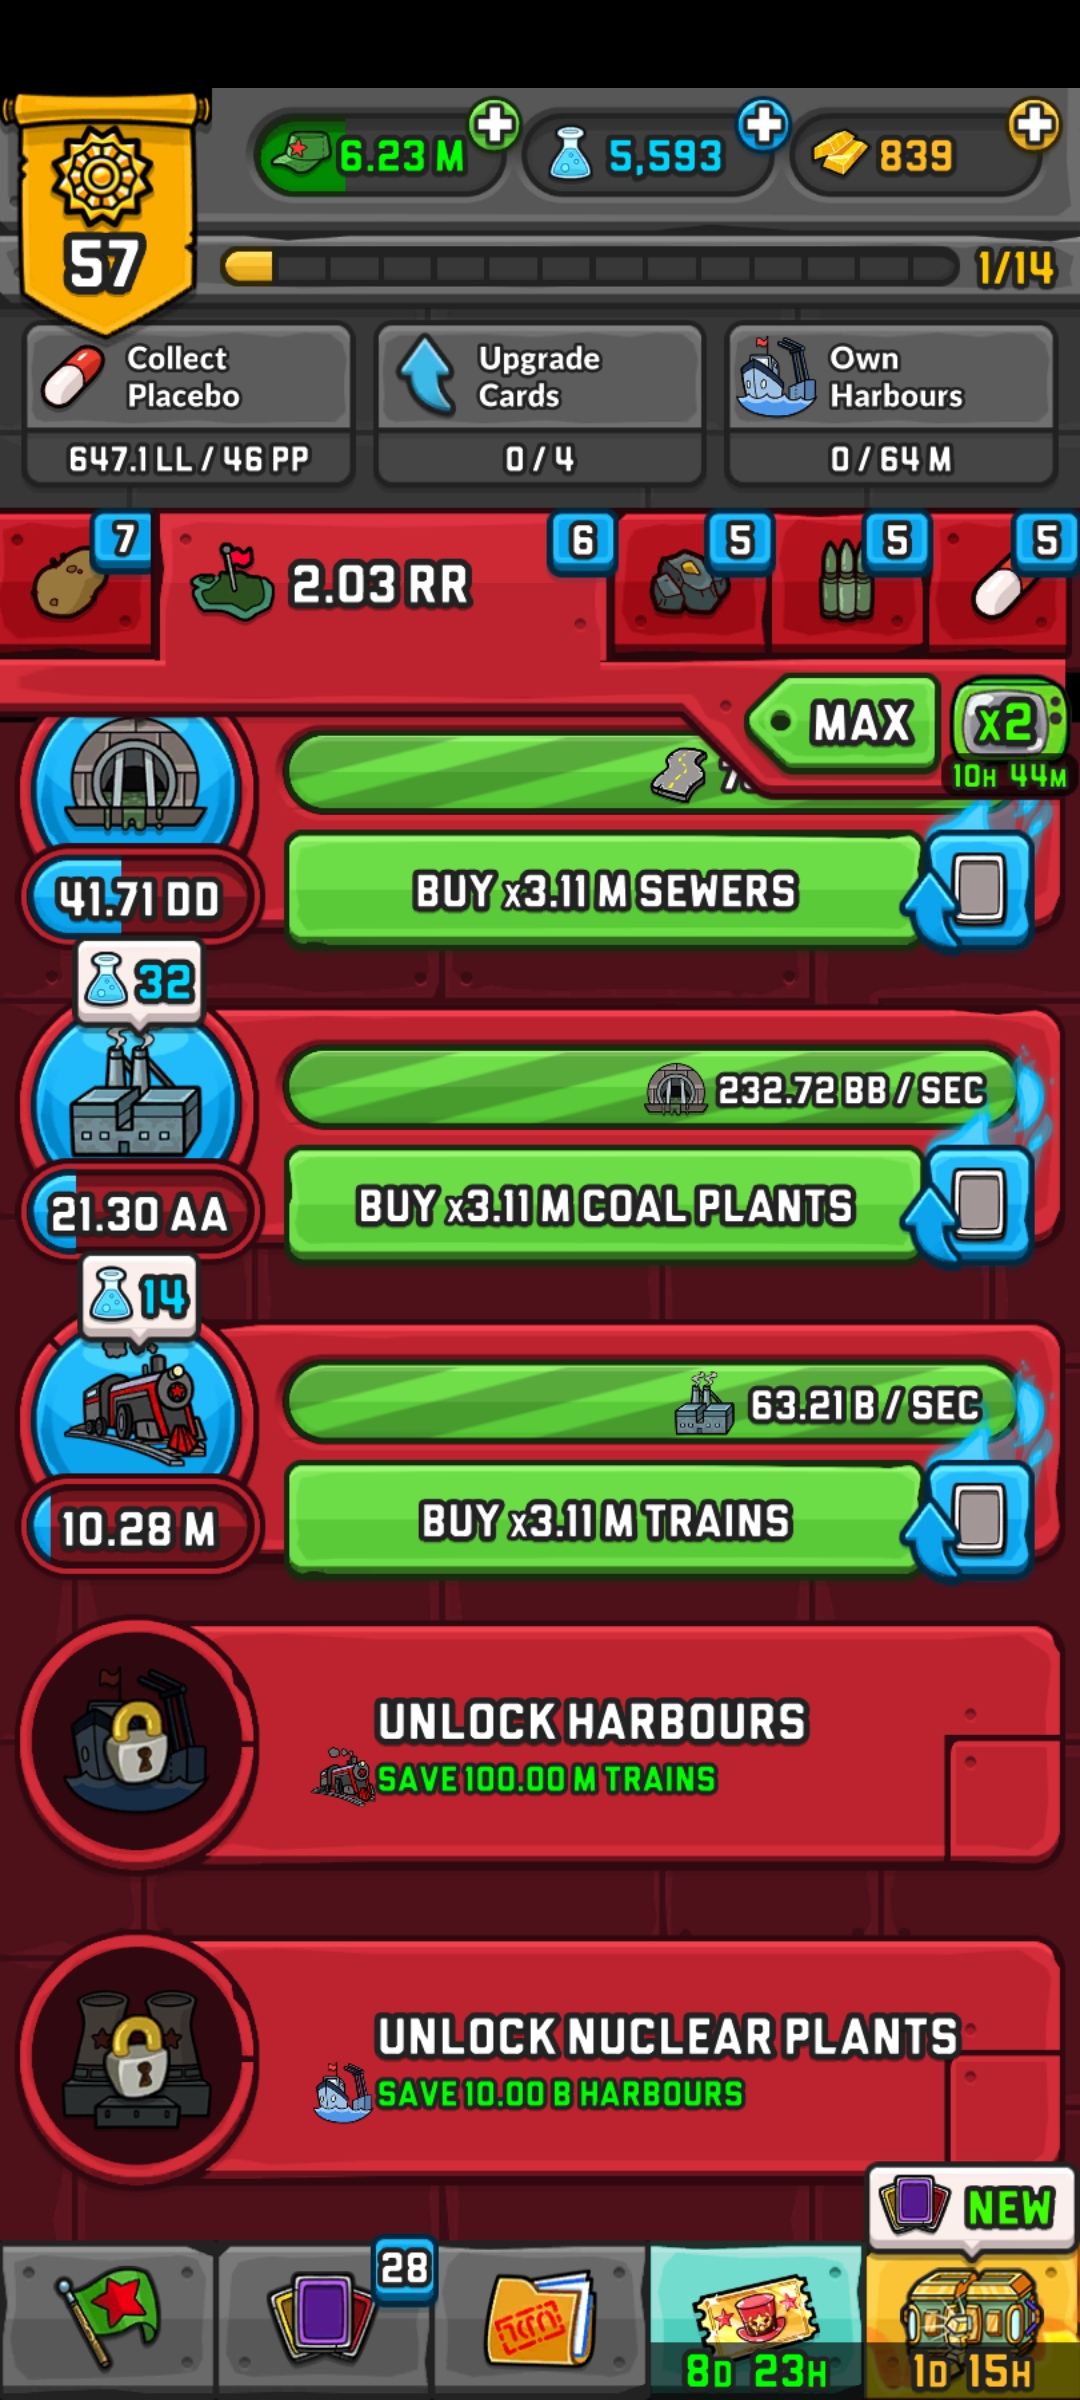 6.23 M
5,593
839
57
1/14
Collect
Placebo
647.1 LL / 46 PP
Upgrade
Cards
0 / 4
Own
Harbours
0 / 64 M
7
2.03 RR
6
5
5
5
MAX
x2
10H 44M
BUY x3.11 M SEWERS
41.71 DD
32
232.72 BB / SEC
BUY x3.11 M COAL PLANTS
21.30 AA
14
63.21 B / SEC
BUY x3.11 M TRAINS
10.28 M
UNLOCK HARBOURS
SAVE 100.00 M TRAINS
UNLOCK NUCLEAR PLANTS
SAVE 10.00 B HARBOURS
NEW
28
8D 23H
1D 15H